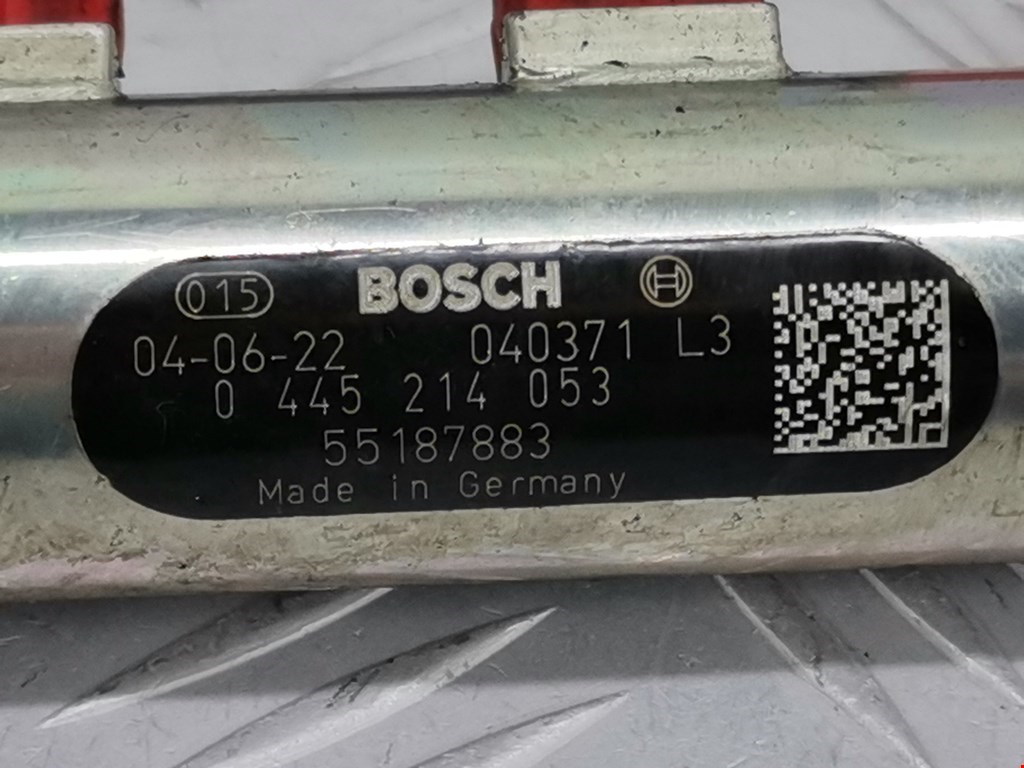 015 BOSCH
04-06-22 040371 L3
0 445 214 053
55187883
Made in Germany